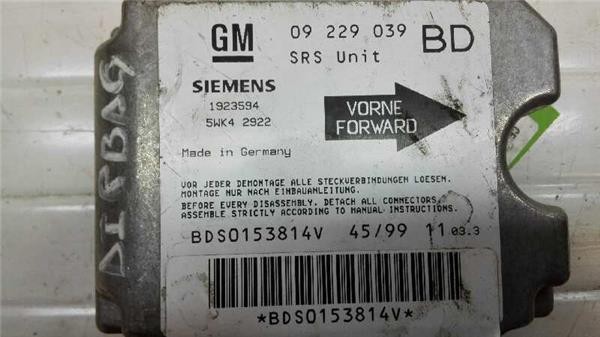 AIRBAG
GM 09 229 039 BD
SRS Unit
SIEMENS
1923594
5WK4 2922
VORNE
FORWARD
Made in Germany
VOR JEDER DEMONTAGE ALLE STECKVERBINDUNGEN LOESEN.
MONTAGE NUR NACH EINBAUANLEITUNG.
BEFORE EVERY DISASSEMBLY, DETACH ALL CONNECTORS.
ASSEMBLE STRICTLY ACCORDING TO MANUAL INSTRUCTIONS.
BDS0153814V 45/99 11 03.3
*BDS0153814V*